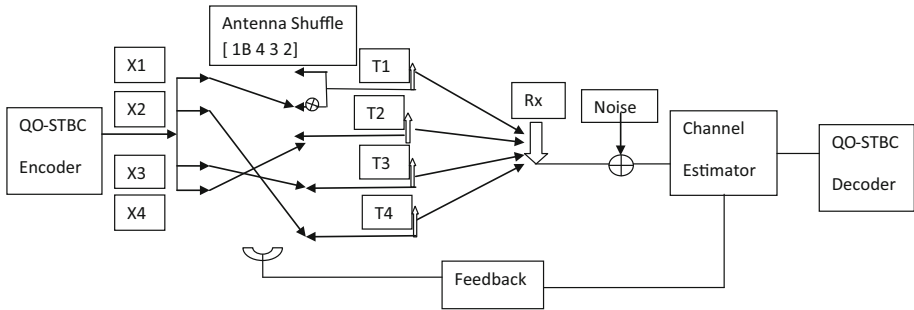 Antenna Shuffle
[ 1B 4 3 2]
X1
X2
X3
X4
QO-STBC
Encoder
T1
T2
T3
T4
Rx
Noise
Channel
Estimator
QO-STBC
Decoder
Feedback